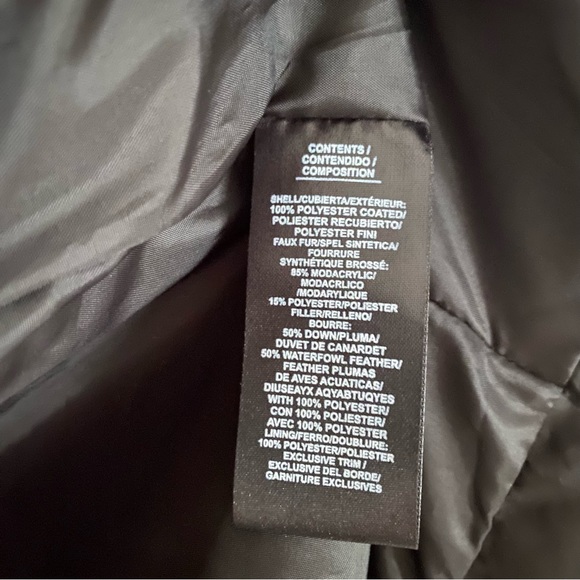 CONTENTS/
CONTENDIDO/
COMPOSITION
SHELL/CUBIERTA/EXTÉRIEUR:
100% POLYESTER COATED/
POLIESTER RECUBIERTO/
POLYESTER FINI
FAUX FUR/SPEL SINTETICA/
FOURRURE
SYNTHÉTIQUE BROSSÉ:
85% MODACRYLIC/
MODACRLICO
/MODARYLIQUE
15% POLYESTER/POLIESTER
FILLER/RELLENO/
BOURRE:
50% DOWN/PLUMA/
DUVET DE CANARDET
50% WATERFOWL FEATHER/
FEATHER PLUMAS
DE AVES ACUATICAS/
DIUSEAYX AQYABTUQYES
WITH 100% POLYESTER/
CON 100% POLIESTER/
AVEC 100% POLYESTER
LINING/FERRO/DOUBLURE:
100% POLYESTER/POLIESTER
EXCLUSIVE TRIM /
EXCLUSIVE DEL BORDE/
GARNITURE EXCLUSIVES